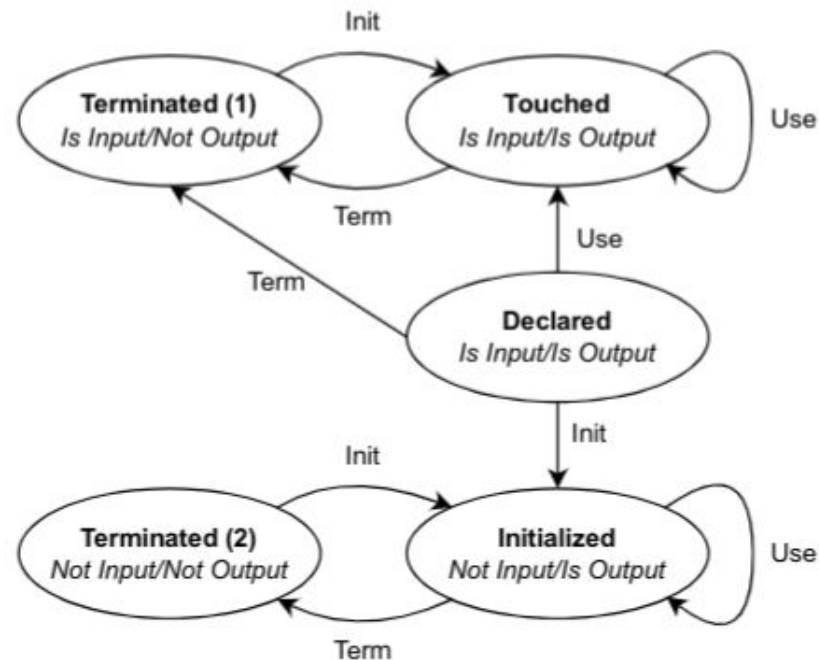 Init
Terminated (1)
Is Input/Not Output
Touched
Is Input/Is Output
Use
Term
Use
Term
Declared
Is Input/Is Output
Init
Init
Terminated (2)
Not Input/Not Output
Initialized
Not Input/Is Output
Use
Term